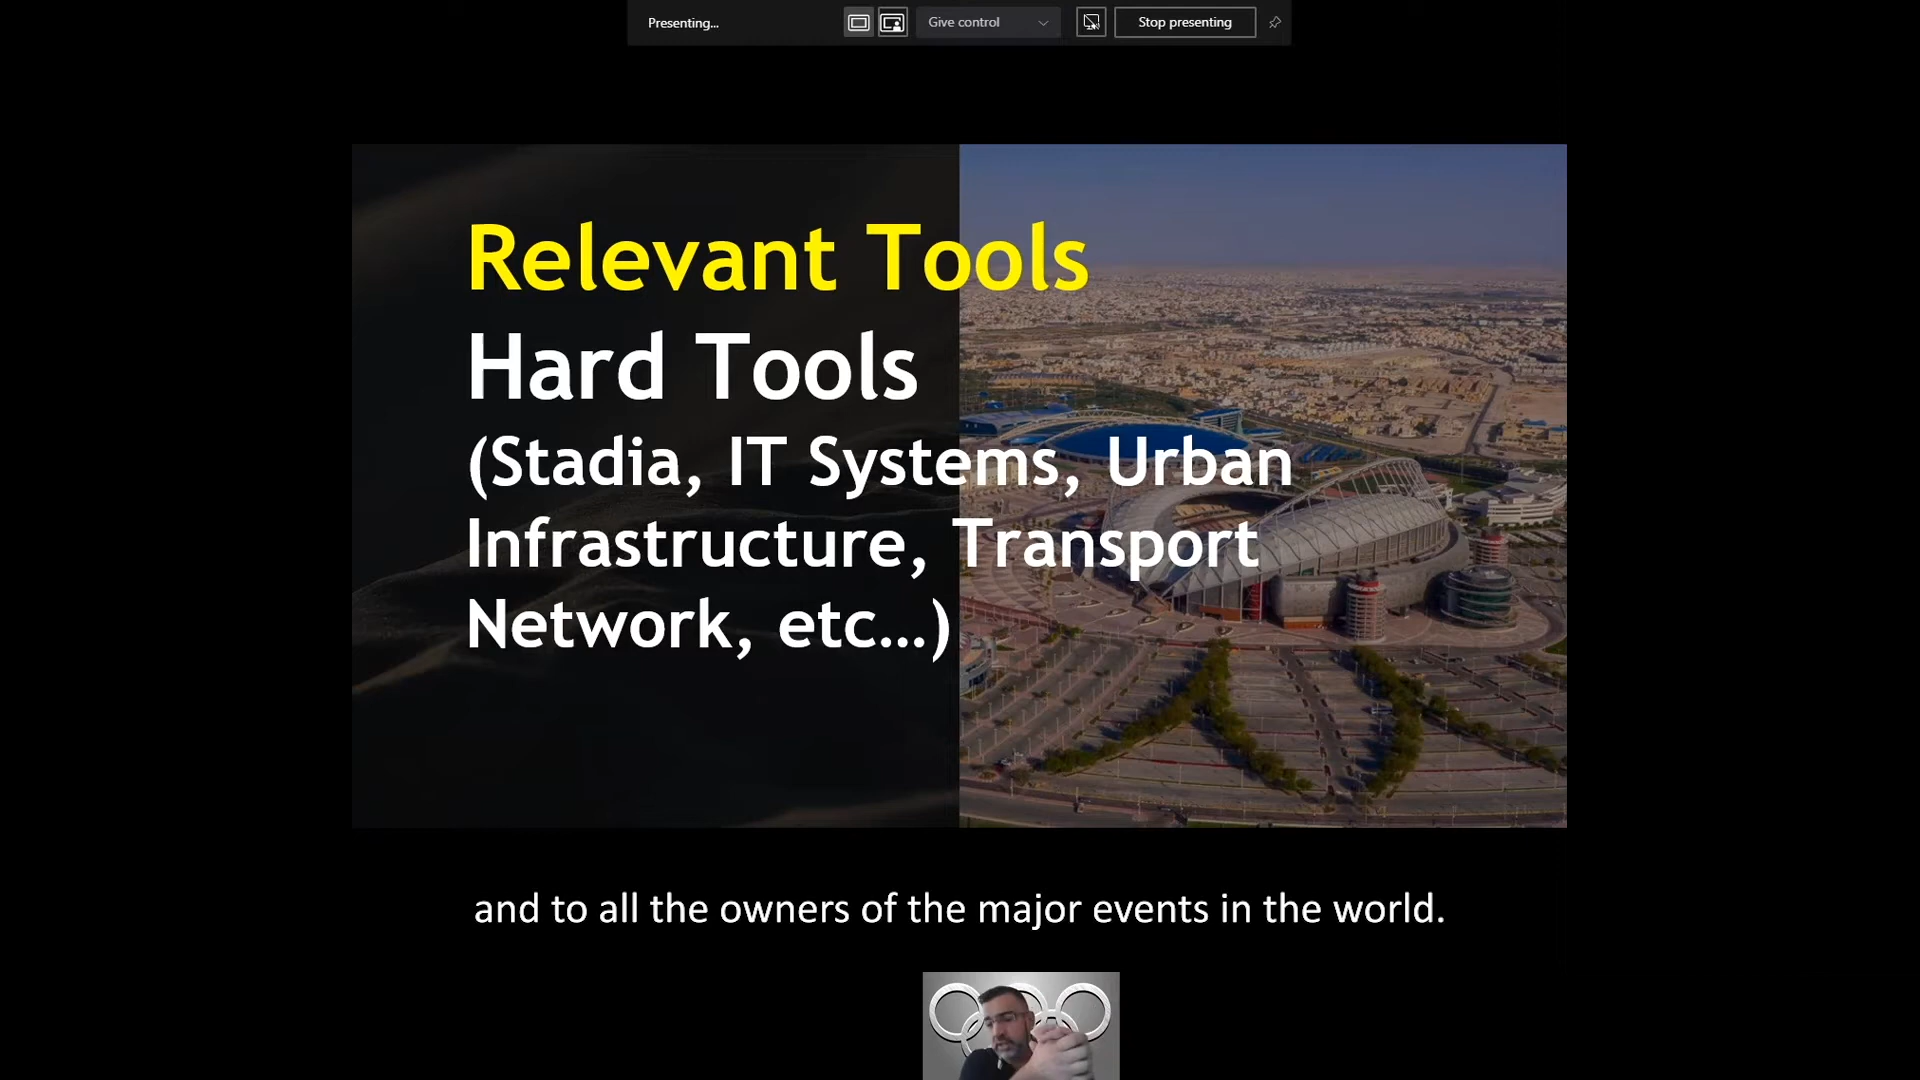 Presenting...
Give control
Stop presenting
Relevant Tools
Hard Tools
(Stadia, IT Systems, Urban
Infrastructure, Transport
Network, etc...)
and to all the owners of the major events in the world.